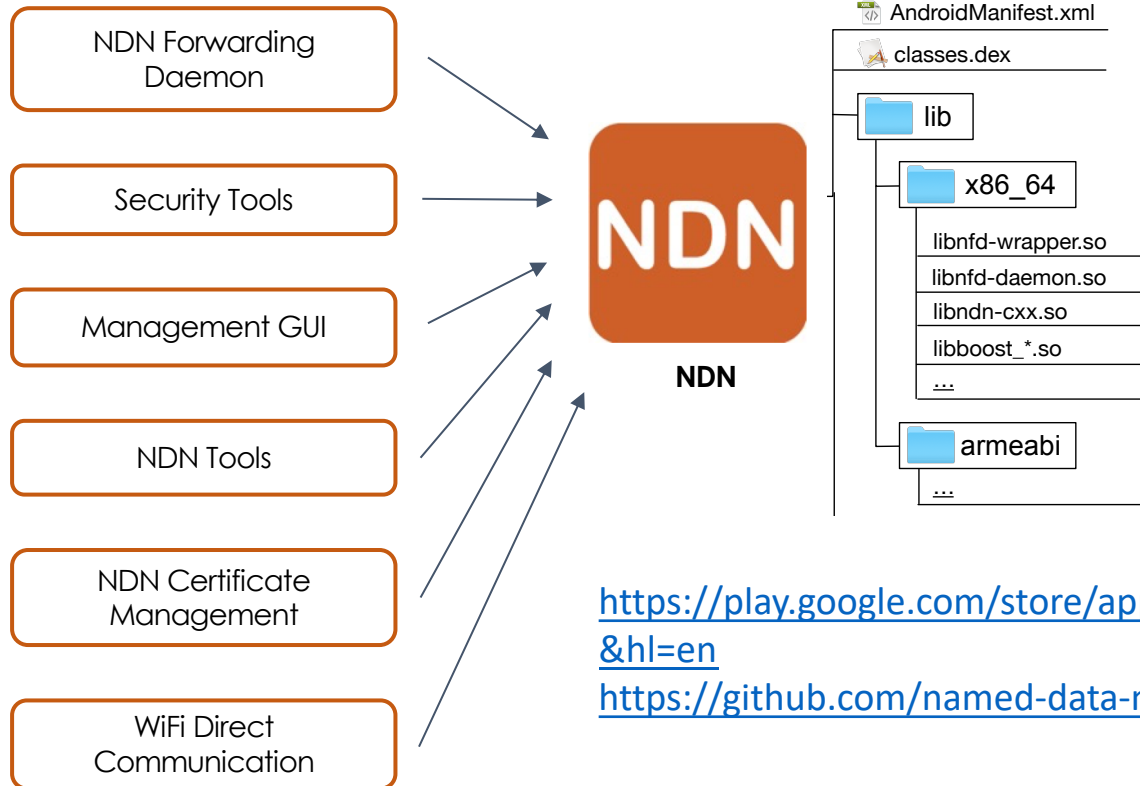 NDN Forwarding
Daemon
Security Tools
Management GUI
NDN Tools
NDN Certificate
Management
WiFi Direct
Communication
NDN
NDN
AndroidManifest.xml
classes.dex
lib
x86_64
libnfd-wrapper.so
libnfd-daemon.so
libndn-cxx.so
libboost_*.so
...
armeabi
...
https://play.google.com/store/ap
&hl=en
https://github.com/named-data-